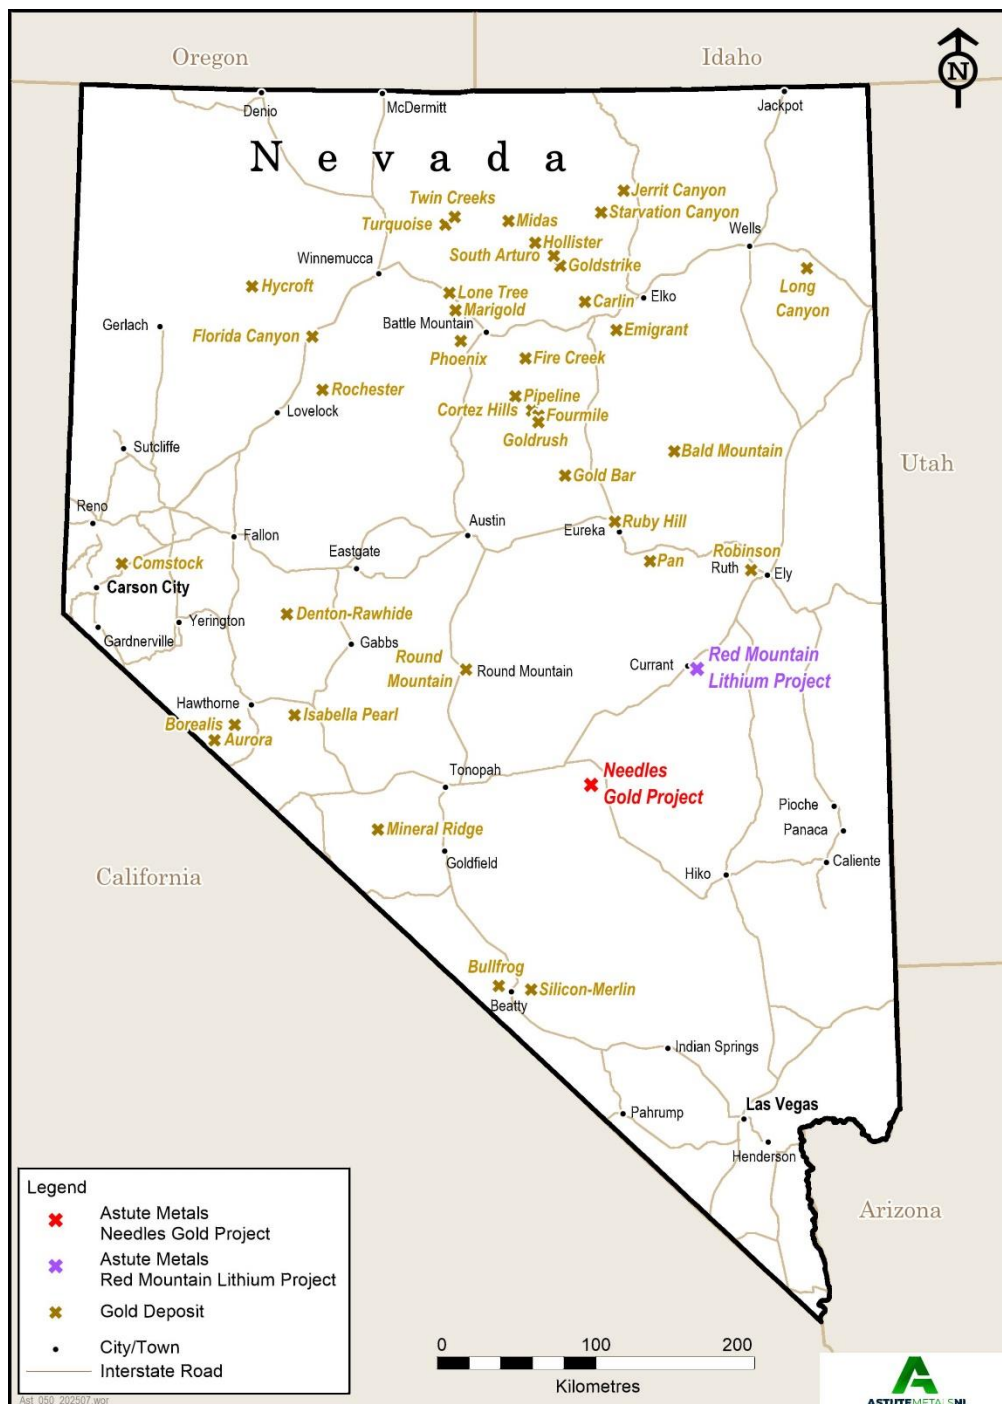 Oregon
Idaho
N
Denio
McDermitt
Jackpot
Nevada
Jerrit Canyon
Twin Creeks
Starvation Canyon
Turquoise
Midas
Wells
Hollister
South Arturo
Goldstrike
Winnemucca
Long
Canyon
Hycroft
Lone Tree
Carlin
Elko
Marigold
Gerlach
Battle Mountain
Emigrant
Florida Canyon
Phoenix
Fire Creek
Rochester
Pipeline
Lovelock
Cortez Hills
Fourmile
Goldrush
Sutcliffe
Bald Mountain
Utah
Gold Bar
Reno
Austin
Ruby Hill
Eureka
Fallon
Eastgate
Robinson
Comstock
Pan
Ruth
Ely
Carson City
Denton-Rawhide
Yerington
Gardnerville
Gabbs
Round
Mountain
Round Mountain
Currant
Red Mountain
Lithium Project
Hawthorne
Isabella Pearl
Borealis
Aurora
Tonopah
Needles
Gold Project
Pioche
Mineral Ridge
Panaca
Goldfield
Caliente
California
Hiko
Bullfrog
Silicon-Merlin
Beatty
Indian Springs
Las Vegas
Pahrump
Henderson
Arizona
Legend
Astute Metals
Needles Gold Project
Astute Metals
Red Mountain Lithium Project
Gold Deposit
City/Town
Interstate Road
0 100 200
Kilometres
Ast_050_202507.wor
ASTUTEMETALSNL